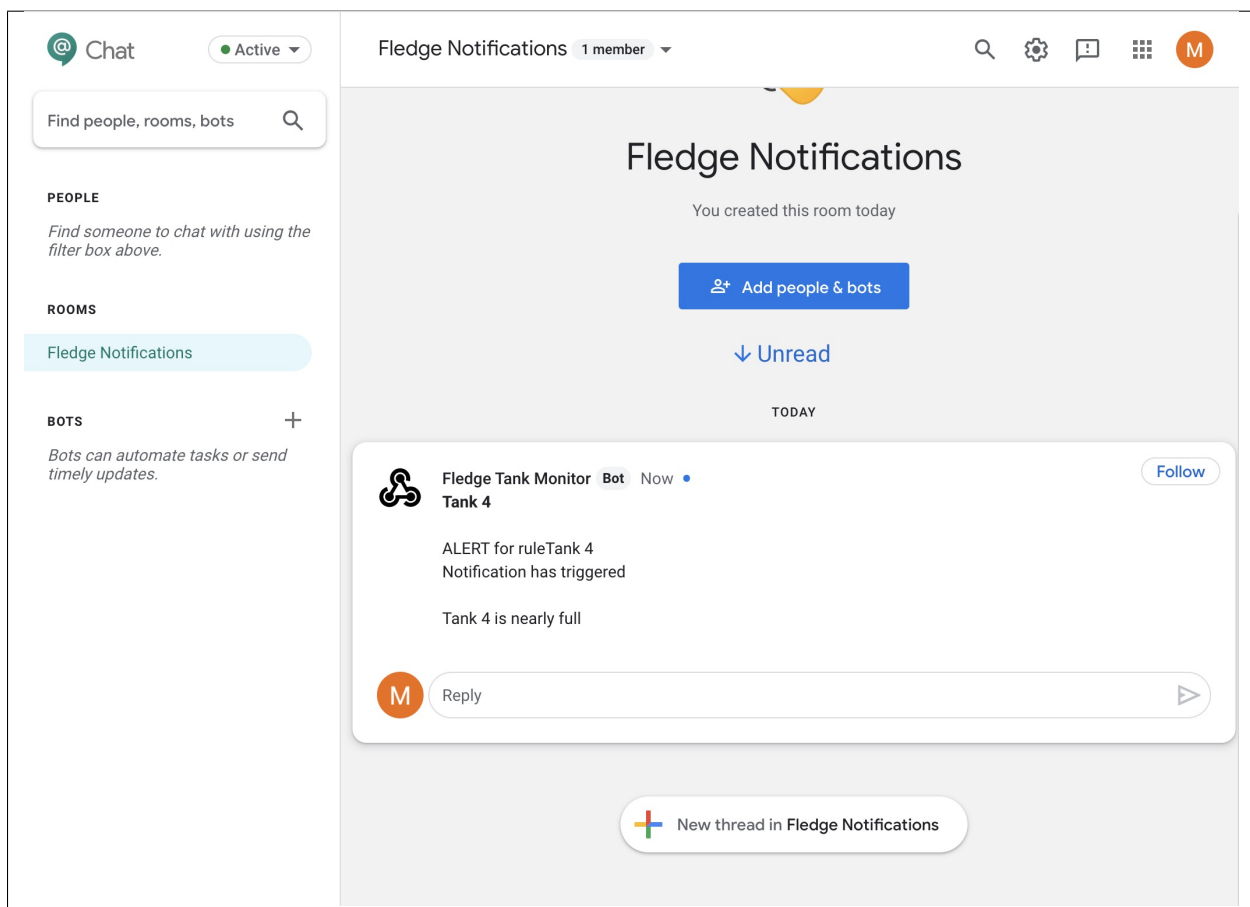 Chat
Active
Find people, rooms, bots
PEOPLE
Find someone to chat with using the
filter box above.
ROOMS
Fledge Notifications
BOTS
Bots can automate tasks or send
timely updates.
Fledge Notifications 1 member
M
Fledge Notifications
You created this room today
Add people & bots
Unread
TODAY
Fledge Tank Monitor Bot Now
Follow
Tank 4
ALERT for ruleTank 4
Notification has triggered
Tank 4 is nearly full
M
Reply
New thread in Fledge Notifications